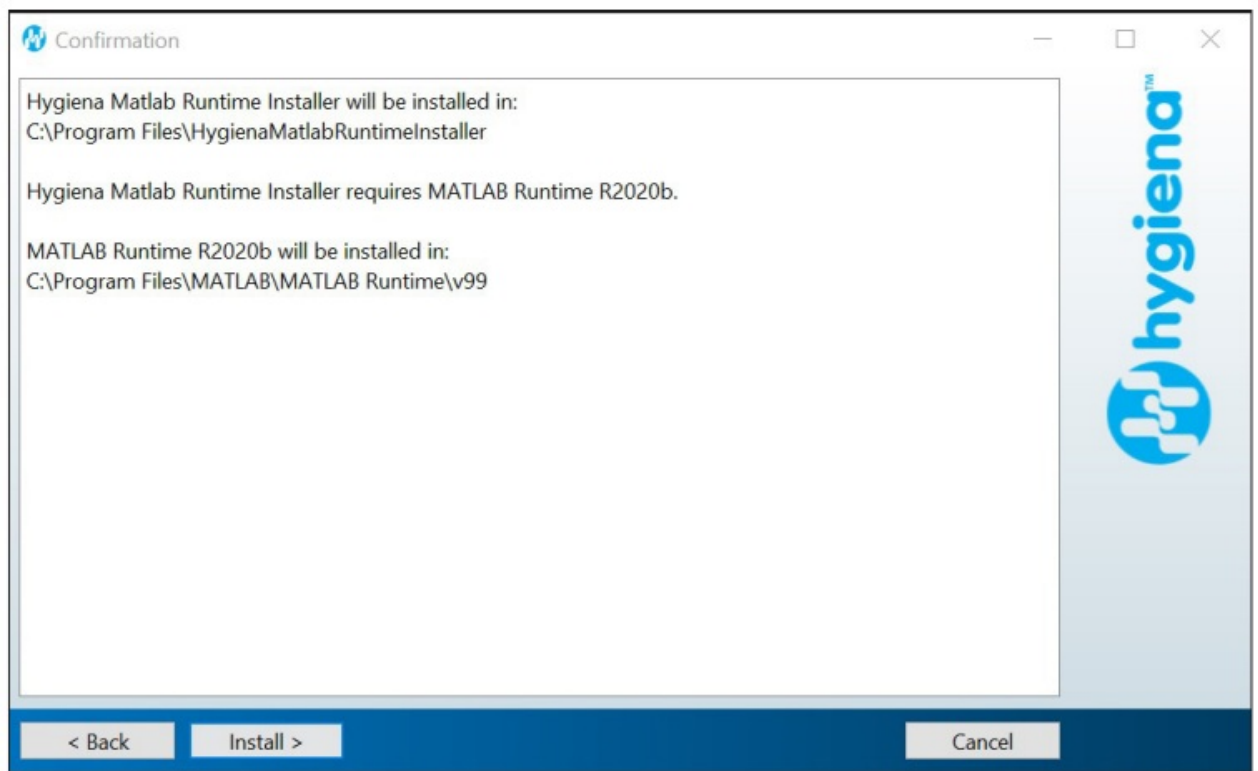 Confirmation
Hygiena Matlab Runtime Installer will be installed in:
C:\Program Files\HygienaMatlabRuntimeInstaller
Hygiena Matlab Runtime Installer requires MATLAB Runtime R2020b.
MATLAB Runtime R2020b will be installed in:
C:\Program Files\MATLAB\MATLAB Runtime\v99
hygiena™
< Back
Install >
Cancel